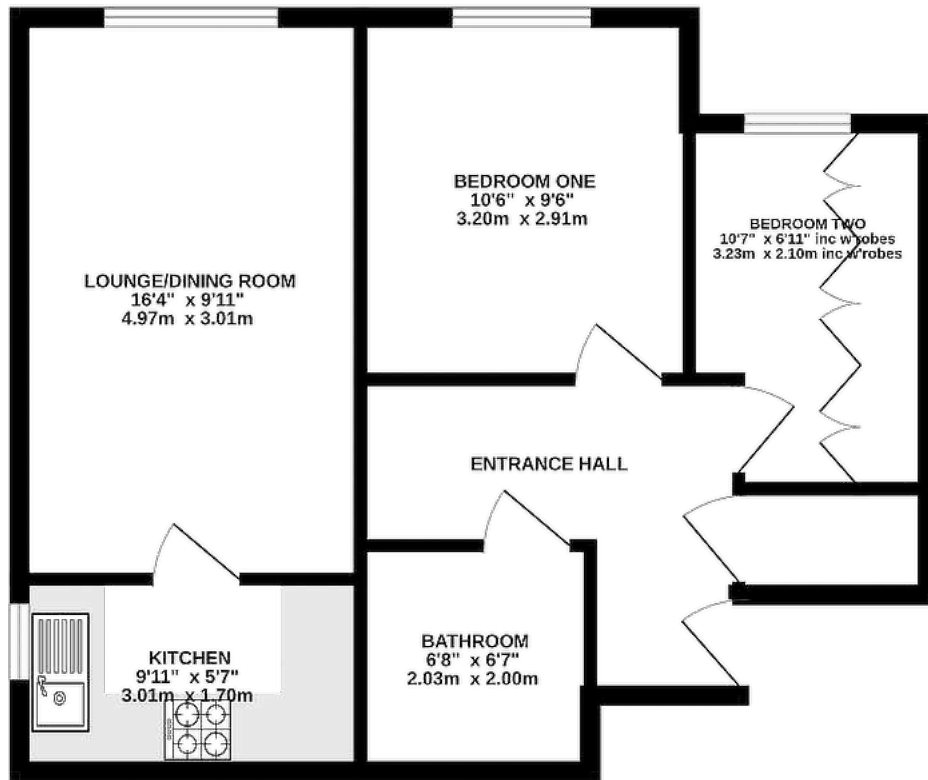 BEDROOM ONE
10'6" x 9'6"
3.20m x 2.91m
BEDROOM TWO
10'7" x 6'11" inc w'robes
3.23m x 2.10m inc w'robes
LOUNGE/DINING ROOM
16'4" x 9'11"
4.97m x 3.01m
ENTRANCE HALL
BATHROOM
6'8" x 6'7"
2.03m x 2.00m
KITCHEN
9'11" x 5'7"
3.01m x 1.70m